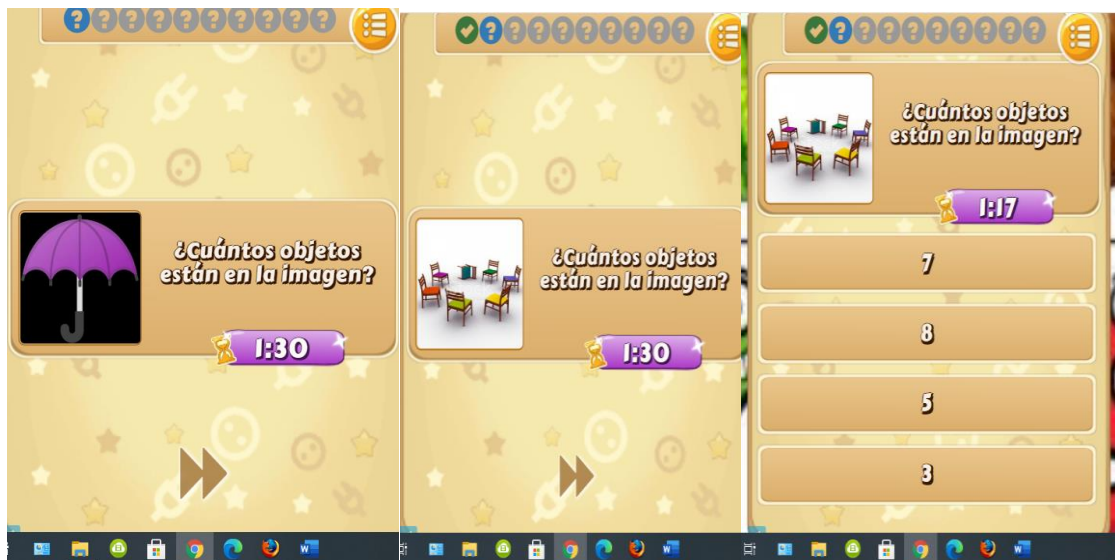 ¿Cuántos objetos
están en la imagen?
1:30
¿Cuántos objetos
están en la imagen?
1:30
¿Cuántos objetos
están en la imagen?
1:17
7
8
5
3